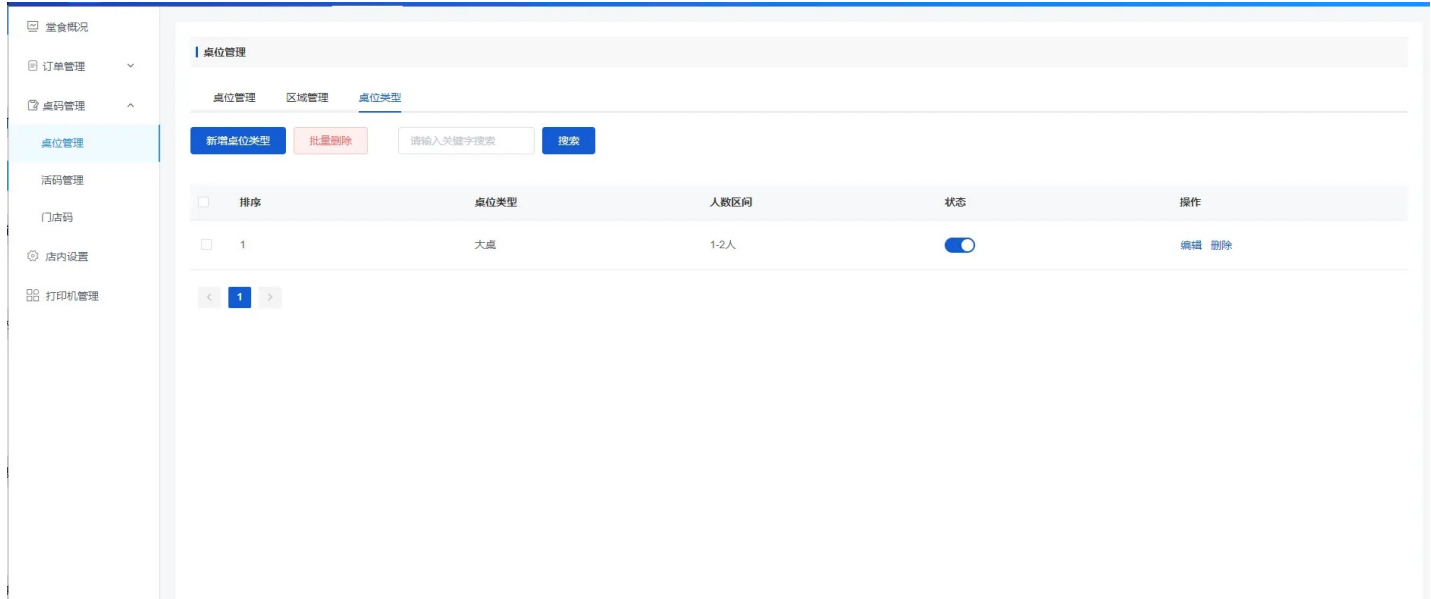 堂食概况
订单管理
桌码管理
桌位管理
活码管理
门店码
店内设置
打印机管理
桌位管理
桌位管理 区域管理 桌位类型
新增桌位类型 批量删除 请输入关键字搜索 搜索
排序 桌位类型 人数区间 状态 操作
1 大桌 1-2人 编辑 删除
< 1 >